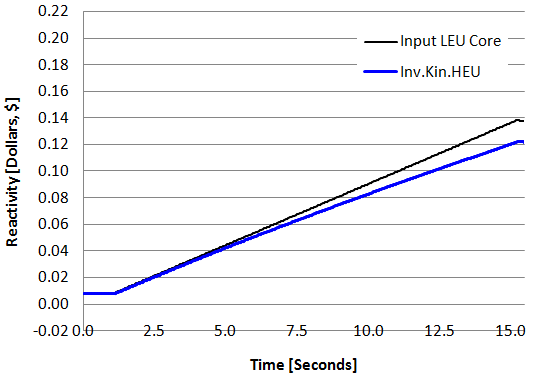 0.22
0.20
0.18
0.16
0.14
0.12
0.10
0.08
0.06
0.04
0.02
0.00
-0.02
Reactivity [Dollars, $]
Input LEU Core
Inv.Kin.HEU
0.0 2.5 5.0 7.5 10.0 12.5 15.0
Time [Seconds]